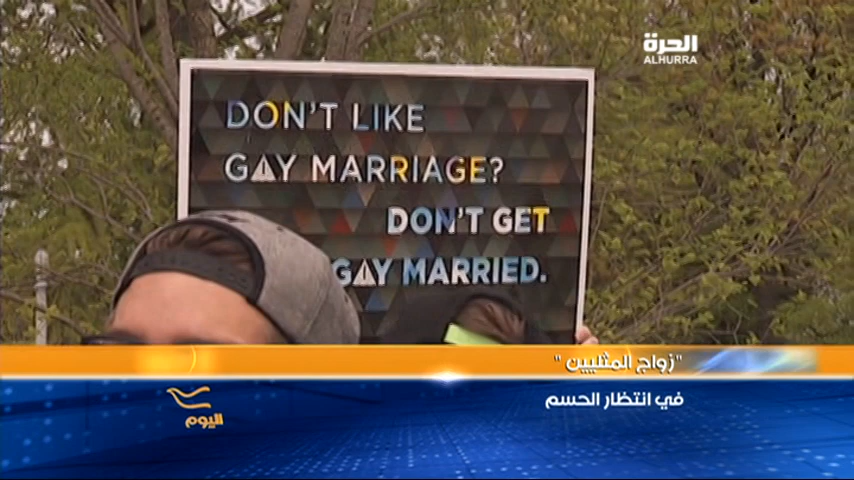 الحرة
ALHURRA
DON'T LIKE
GAY MARRIAGE?
DON'T GET
GAY MARRIED.
"زواج المثليين "
في انتظار الحسم
اليوم